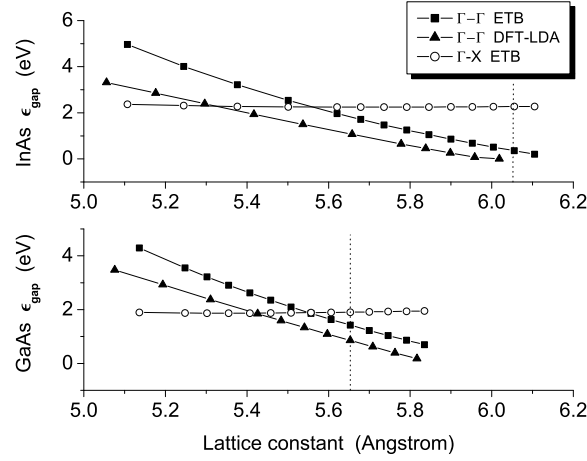 Γ–Γ ETB
Γ–Γ DFT-LDA
Γ-X ETB
InAs ϵgap (eV)
6
4
2
0
5.0 5.2 5.4 5.6 5.8 6.0 6.2
GaAs ϵgap (eV)
4
2
0
5.0 5.2 5.4 5.6 5.8 6.0 6.2
Lattice constant (Angstrom)